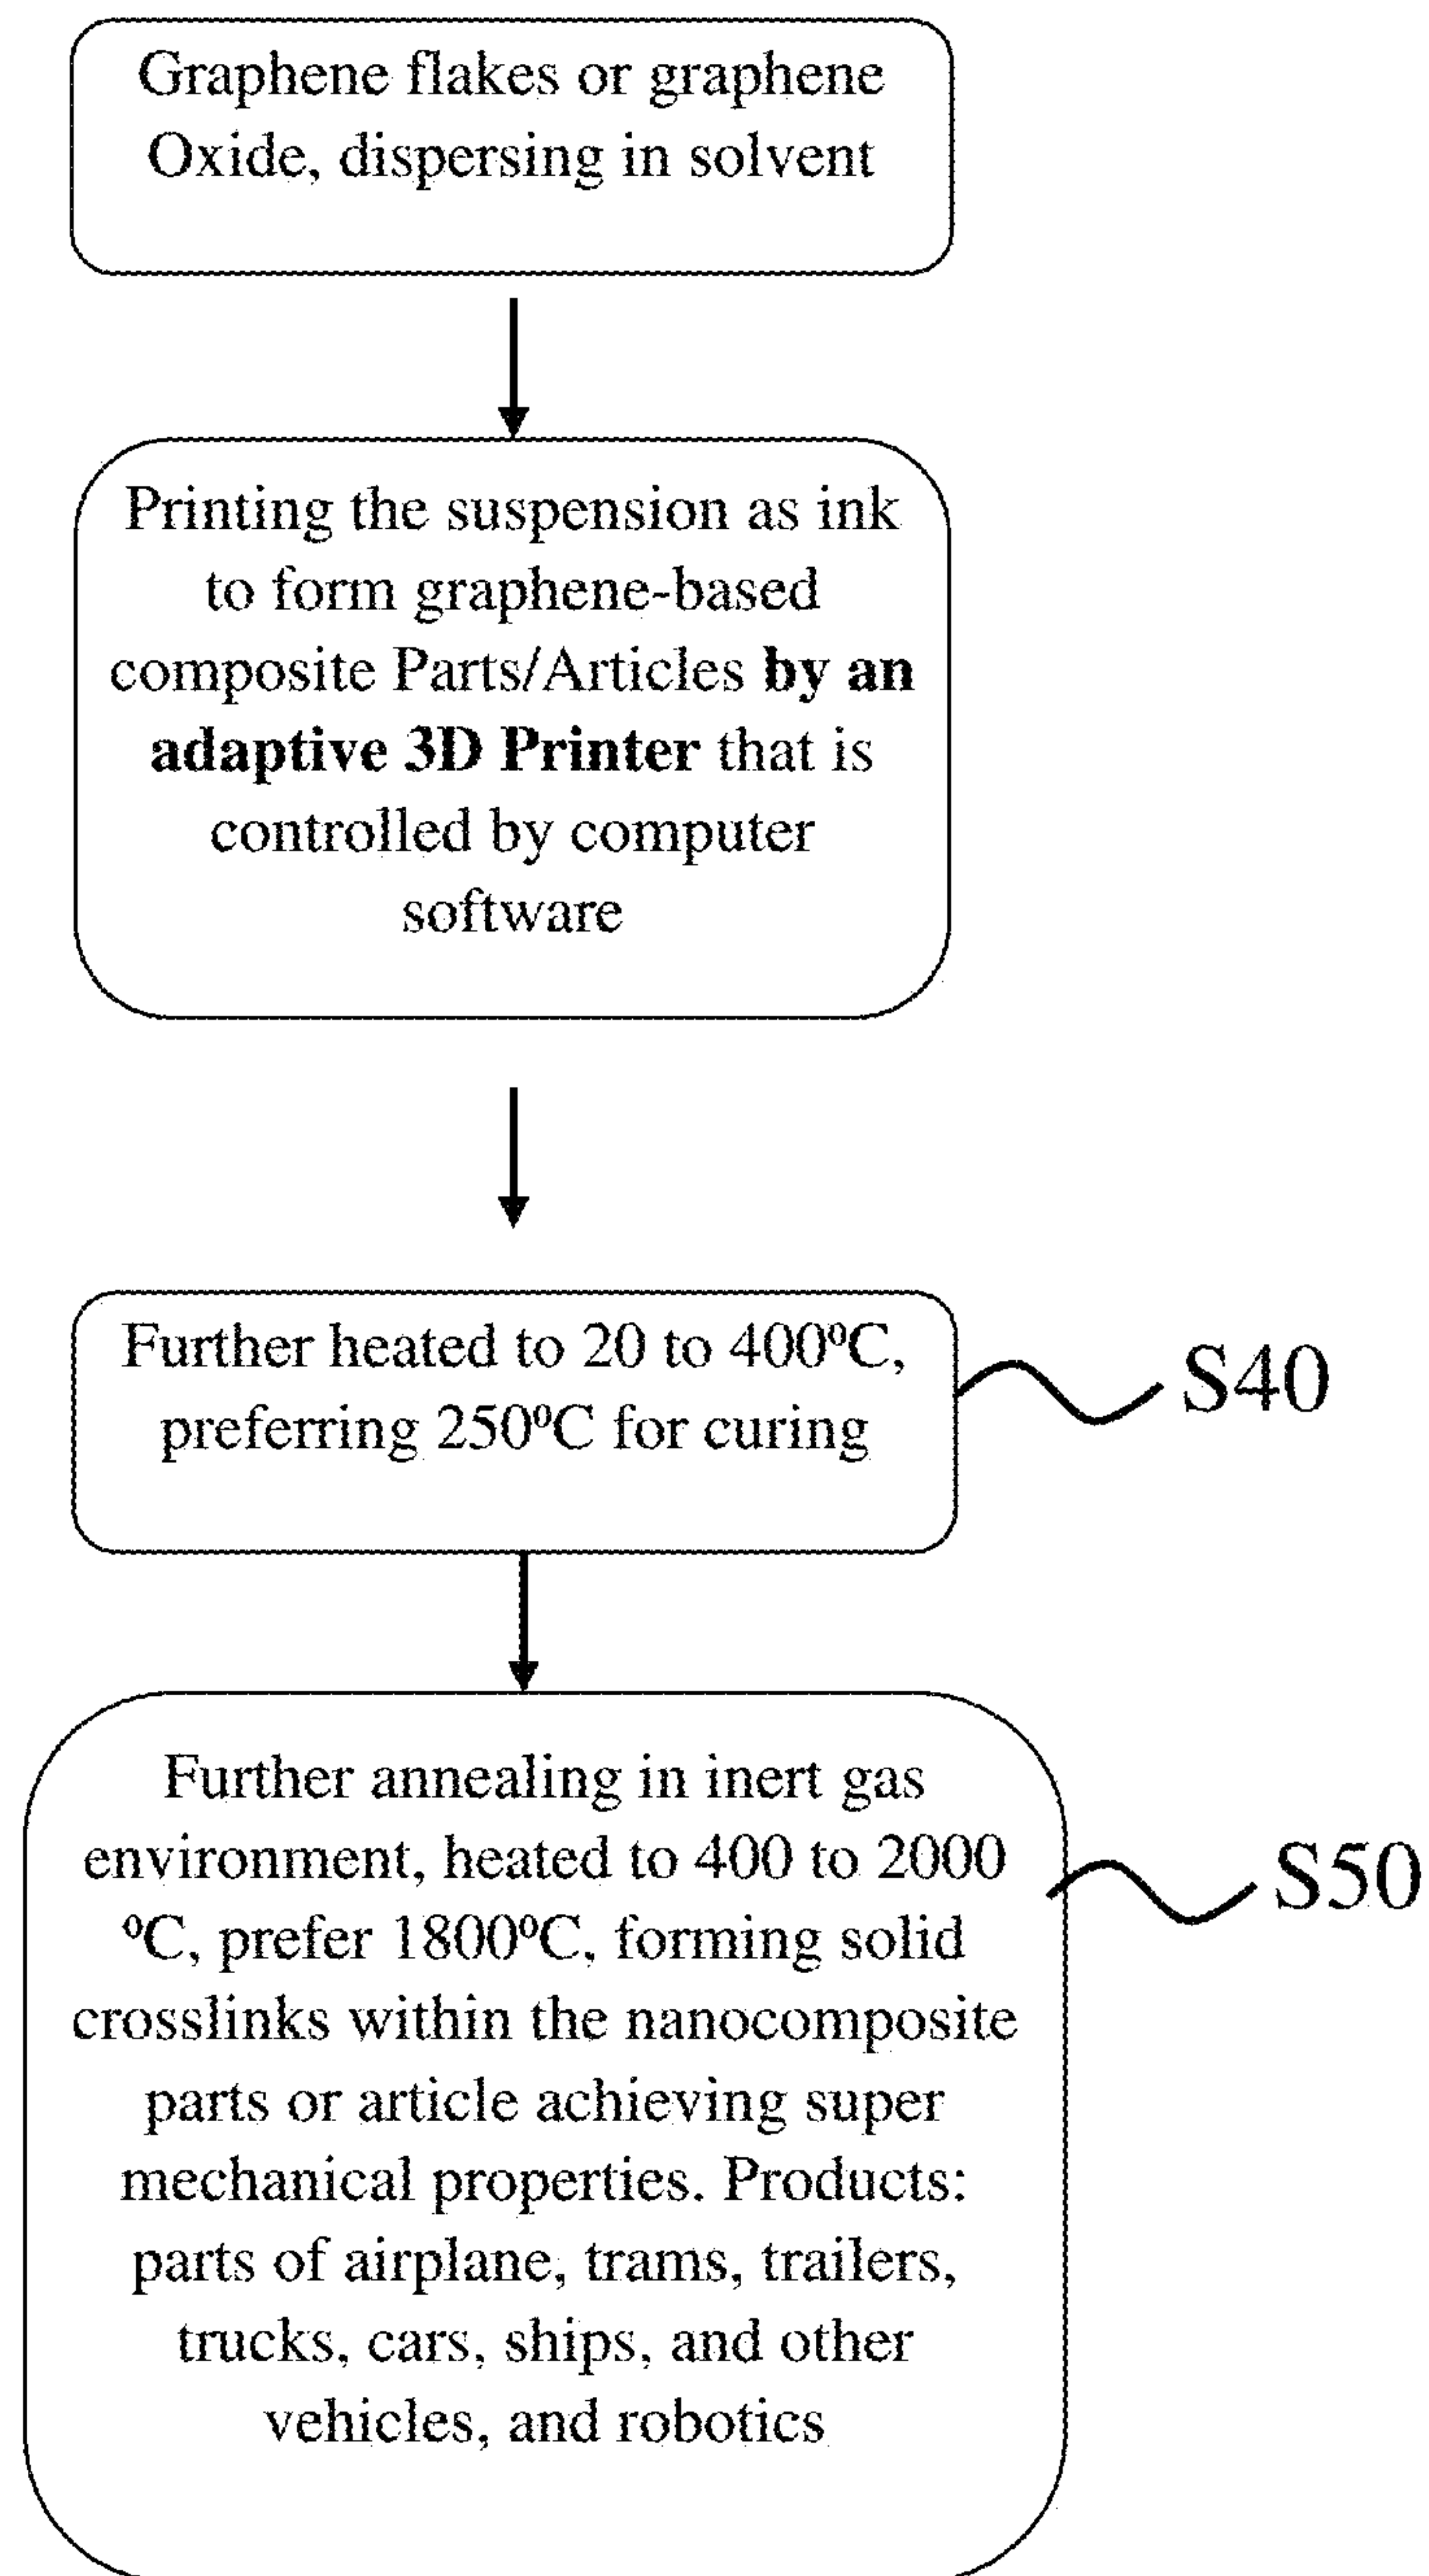 Graphene flakes or graphene
Oxide, dispersing in solvent
Printing the suspension as ink
to form graphene-based
composite Parts/Articles by an
adaptive 3D Printer that is
controlled by computer
software
Further heated to 20 to 400⁰C,
preferring 250⁰C for curing
S40
Further annealing in inert gas
environment, heated to 400 to 2000
⁰C, prefer 1800⁰C, forming solid
crosslinks within the nanocomposite
parts or article achieving super
mechanical properties. Products:
parts of airplane, trams, trailers,
trucks, cars, ships, and other
vehicles, and robotics
S50